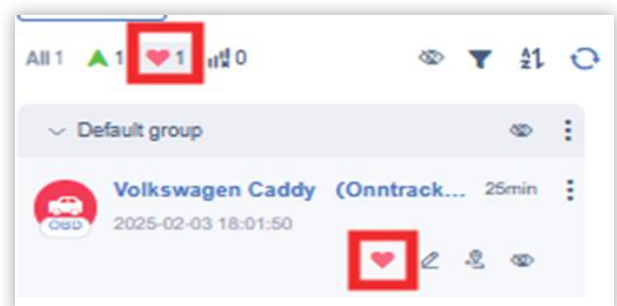 All 1 1 1 0
Default group
Volkswagen Caddy (Onntrack... 25min
OBD 2025-02-03 18:01:50